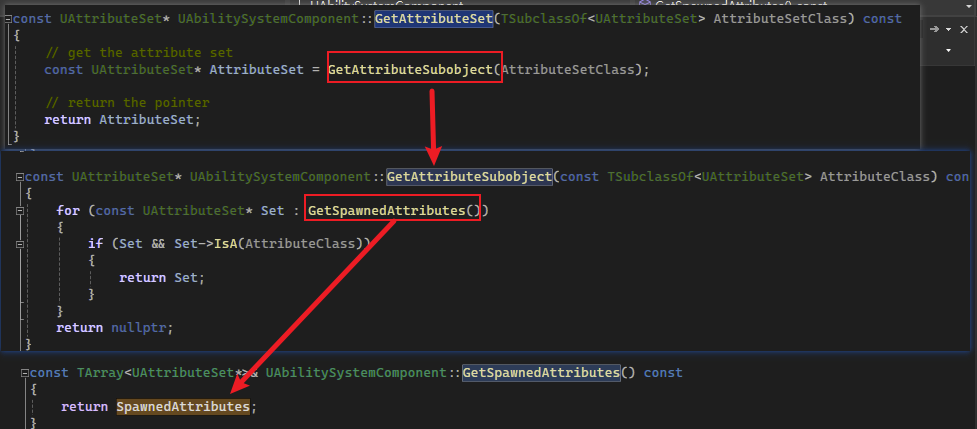 const UAttributeSet* UAbilitySystemComponent::GetAttributeSet(TSubclassOf<UAttributeSet> AttributeSetClass) const
{
// get the attribute set
const UAttributeSet* AttributeSet = GetAttributeSubobject(AttributeSetClass);
// return the pointer
return AttributeSet;
}
const UAttributeSet* UAbilitySystemComponent::GetAttributeSubobject(const TSubclassOf<UAttributeSet> AttributeClass) con
{
for (const UAttributeSet* Set : GetSpawnedAttributes())
{
if (Set && Set->IsA(AttributeClass))
{
return Set;
}
}
return nullptr;
}
const TArray<UAttributeSet*>& UAbilitySystemComponent::GetSpawnedAttributes() const
{
return SpawnedAttributes;
}